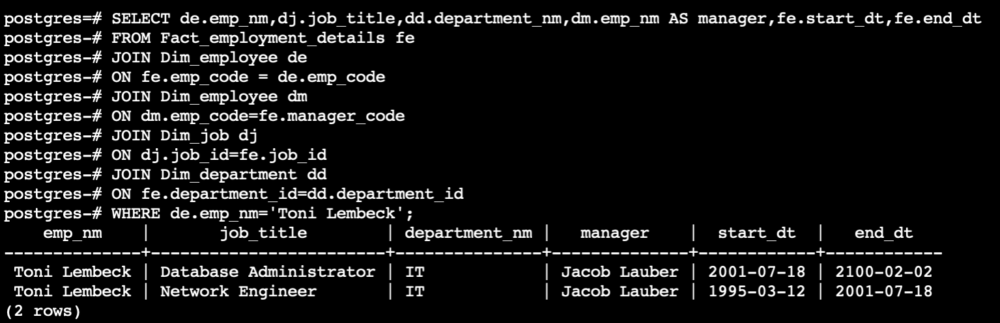 postgres=# SELECT de.emp_nm,dj.job_title,dd.department_nm,dm.emp_nm AS manager,fe.start_dt,fe.end_dt
postgres-# FROM Fact_employment_details fe
postgres-# JOIN Dim_employee de
postgres-# ON fe.emp_code = de.emp_code
postgres-# JOIN Dim_employee dm
postgres-# ON dm.emp_code=fe.manager_code
postgres-# JOIN Dim_job dj
postgres-# ON dj.job_id=fe.job_id
postgres-# JOIN Dim_department dd
postgres-# ON fe.department_id=dd.department_id
postgres-# WHERE de.emp_nm='Toni Lembeck';
    emp_nm    |       job_title        | department_nm |   manager    |  start_dt  |   end_dt
--------------+------------------------+---------------+--------------+------------+------------
 Toni Lembeck | Database Administrator | IT            | Jacob Lauber | 2001-07-18 | 2100-02-02
 Toni Lembeck | Network Engineer       | IT            | Jacob Lauber | 1995-03-12 | 2001-07-18
(2 rows)